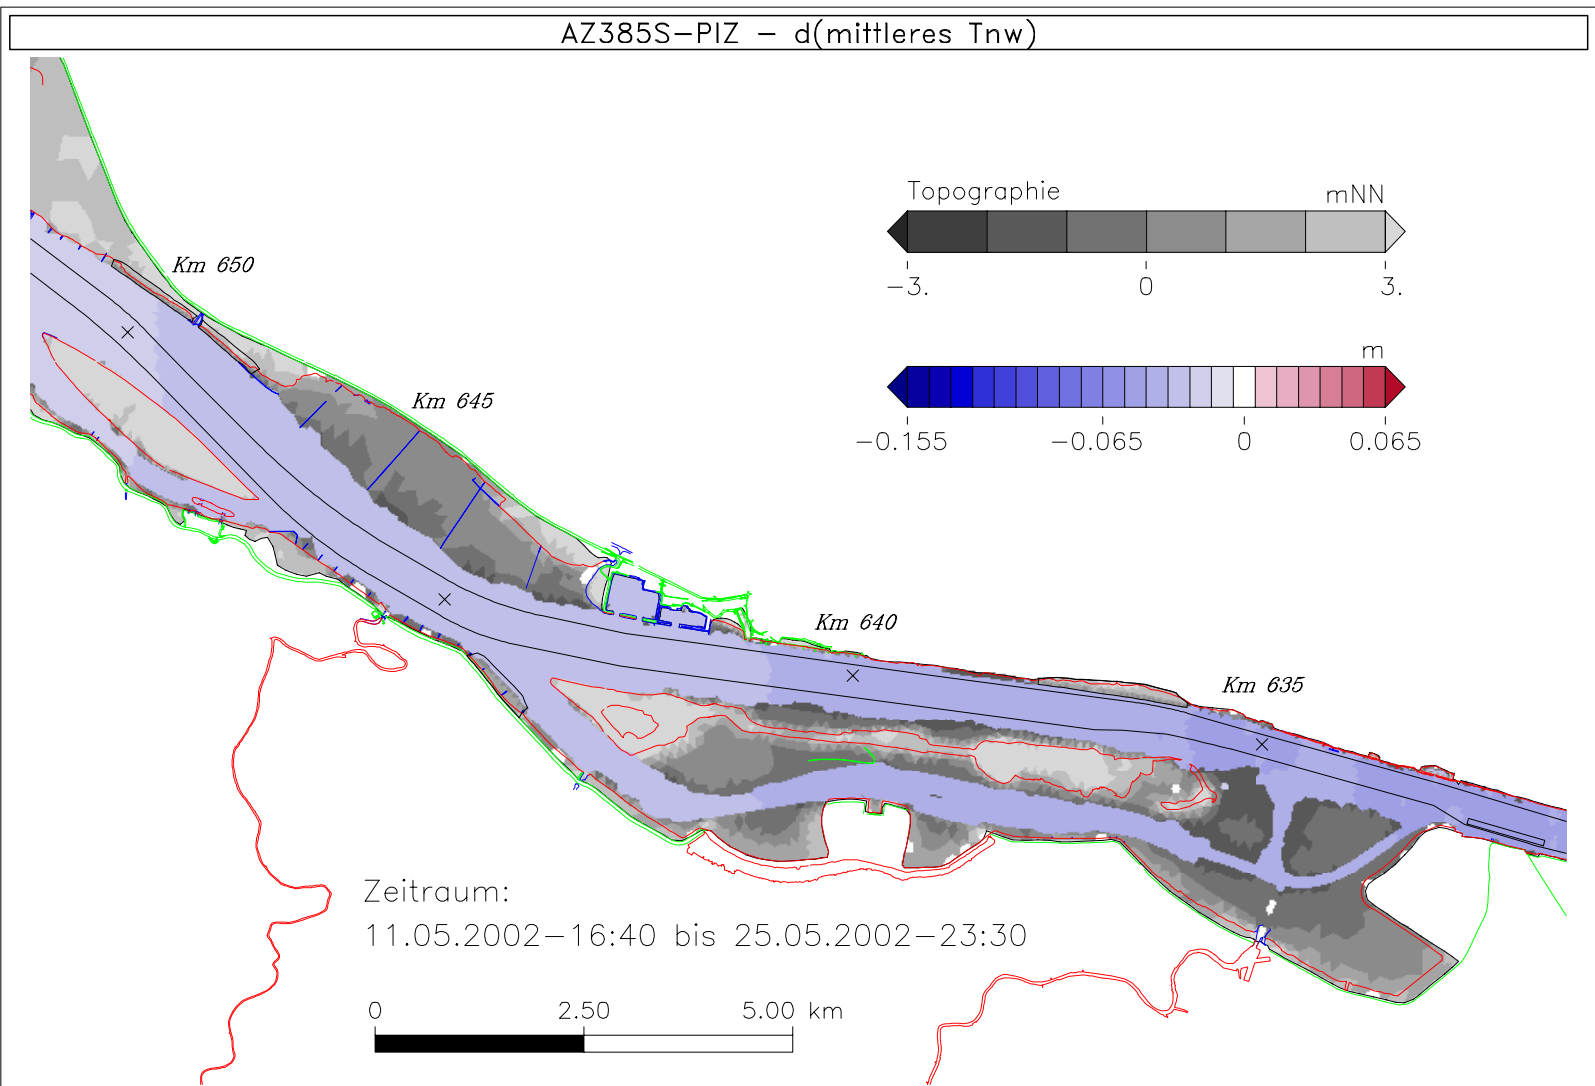 AZ385S-PIZ - d(mittleres Tnw)
Topographie mNN
-3. 0 3.
Km 650
m
-0.155 -0.065 0 0.065
Km 645
Km 640
Km 635
Zeitraum:
11.05.2002-16:40 bis 25.05.2002-23:30
0 2.50 5.00 km